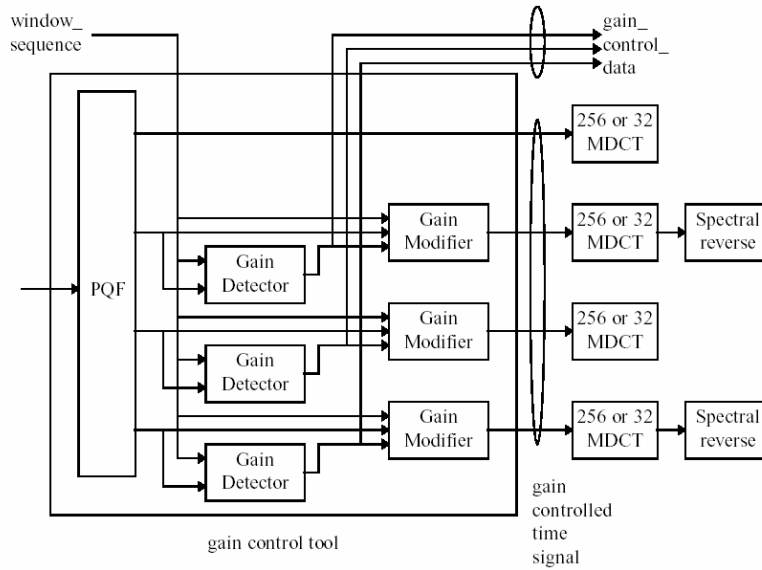 window_
sequence
gain_
control_
data
256 or 32
MDCT
Gain
Modifier
256 or 32
MDCT
Spectral
reverse
Gain
Detector
PQF
Gain
Modifier
256 or 32
MDCT
Gain
Detector
Gain
Modifier
256 or 32
MDCT
Spectral
reverse
Gain
Detector
gain control tool
gain
controlled
time
signal